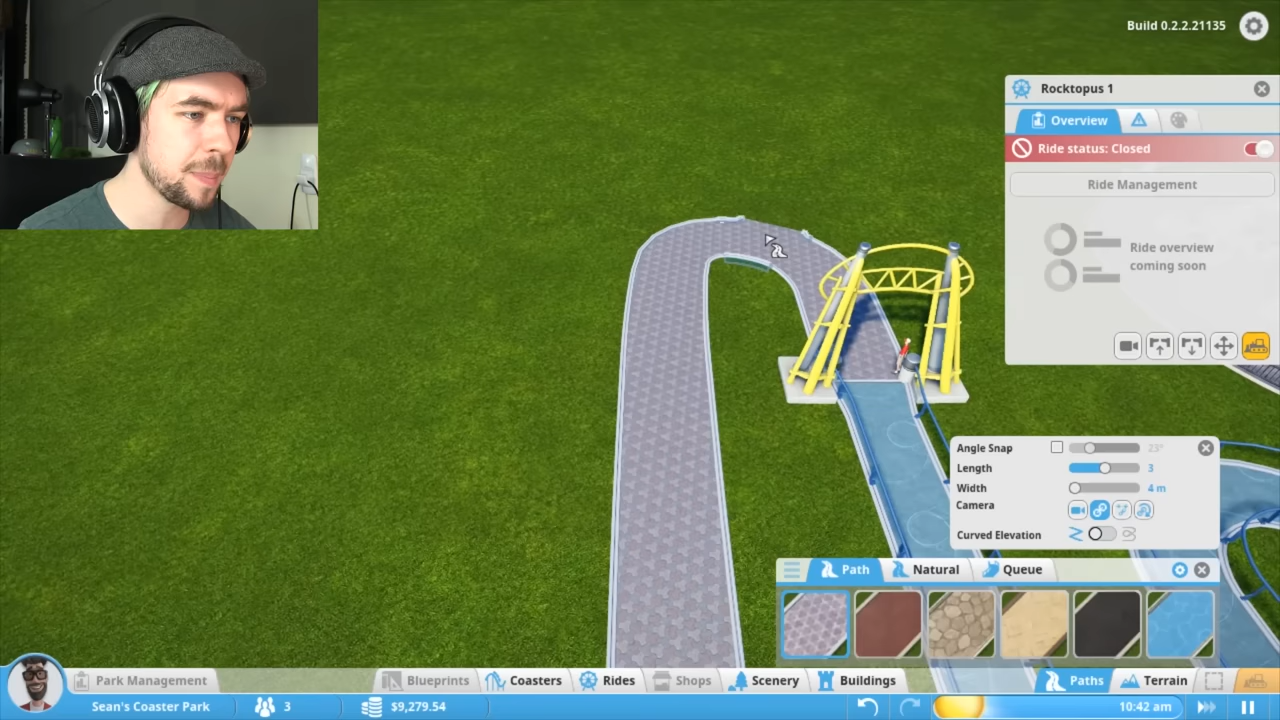 Build 0.2.2.21135
Rocktopus 1
Overview
Ride status: Closed
Ride Management
Ride overview
coming soon
Angle Snap 23°
Length 3
Width 4 m
Camera
Curved Elevation
Path Natural Queue
Park Management Blueprints Coasters Rides Shops Scenery Buildings Paths Terrain
Sean's Coaster Park 3 $9,279.54 10:42 am